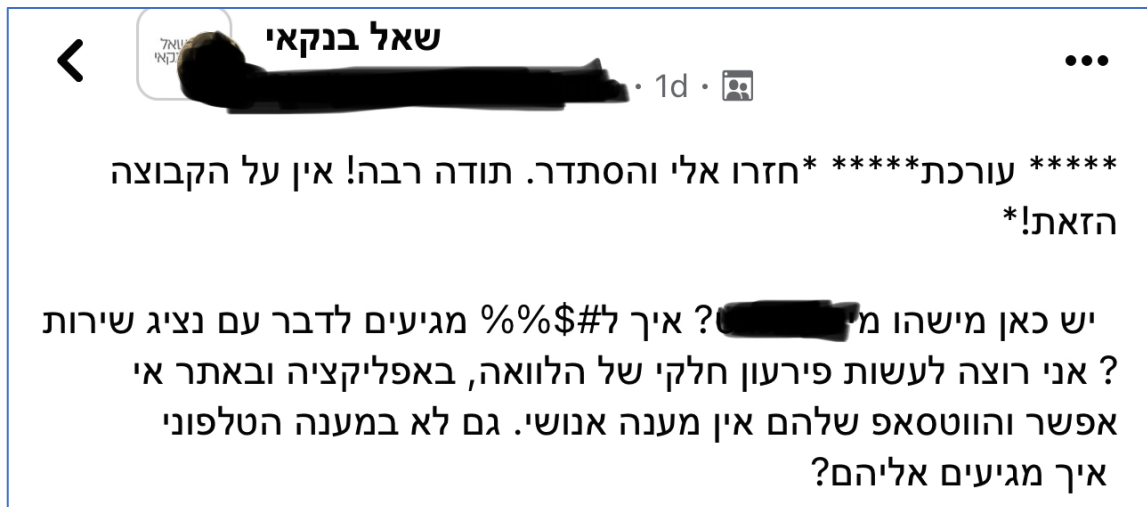 שאל בנקאי
· 1d ·
***** עורכת***** *חזרו אלי והסתדר. תודה רבה! אין על הקבוצה
הזאת!*
יש כאן מישהו מי ? איך ל#$%% מגיעים לדבר עם נציג שירות
? אני רוצה לעשות פירעון חלקי של הלוואה, באפליקציה ובאתר אי
אפשר והווטסאפ שלהם אין מענה אנושי. גם לא במענה הטלפוני
איך מגיעים אליהם?